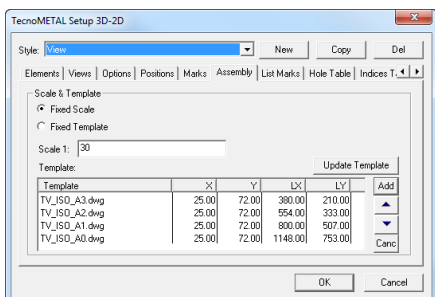 TecnoMETAL Setup 3D-2D
Style: View New Copy Del
Elements Views Options Positions Marks Assembly List Marks Hole Table Indices T
Scale & Template
Fixed Scale
Fixed Template
Scale 1: 30
Template: Update Template
Template X Y LX LY Add
TV_ISO_A3.dwg 25.00 72.00 380.00 210.00
TV_ISO_A2.dwg 25.00 72.00 554.00 333.00
TV_ISO_A1.dwg 25.00 72.00 800.00 507.00
TV_ISO_A0.dwg 25.00 72.00 1148.00 753.00 Canc
OK Cancel